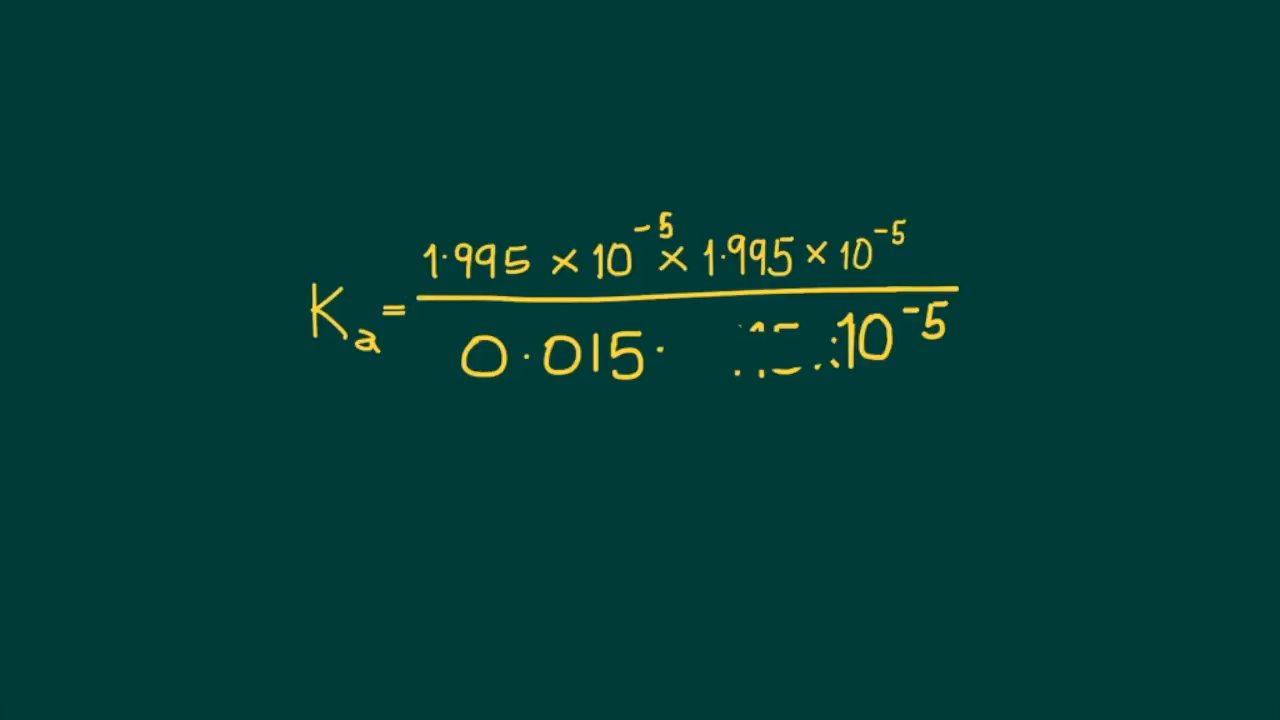 1.995 × 10⁻⁵ × 1.995 × 10⁻⁵
Kₐ =
0.015 10⁻⁵